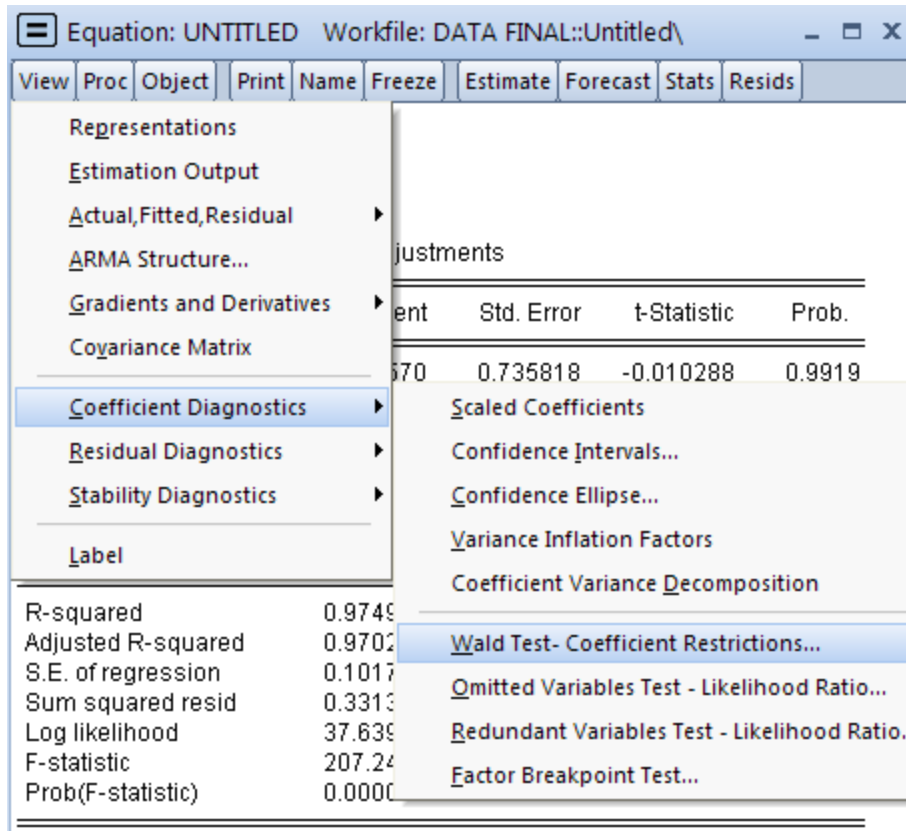 Equation: UNTITLED Workfile: DATA FINAL::Untitled\
View Proc Object Print Name Freeze Estimate Forecast Stats Resids
Representations
Estimation Output
Actual,Fitted,Residual
ARMA Structure...
Gradients and Derivatives
Covariance Matrix
Coefficient Diagnostics
Residual Diagnostics
Stability Diagnostics
Label
justments
ent Std. Error t-Statistic Prob.
570 0.735818 -0.010288 0.9919
Scaled Coefficients
Confidence Intervals...
Confidence Ellipse...
Variance Inflation Factors
Coefficient Variance Decomposition
Wald Test- Coefficient Restrictions...
Omitted Variables Test - Likelihood Ratio...
Redundant Variables Test - Likelihood Ratio.
Factor Breakpoint Test...
R-squared 0.9749
Adjusted R-squared 0.9702
S.E. of regression 0.1017
Sum squared resid 0.3313
Log likelihood 37.639
F-statistic 207.24
Prob(F-statistic) 0.0000